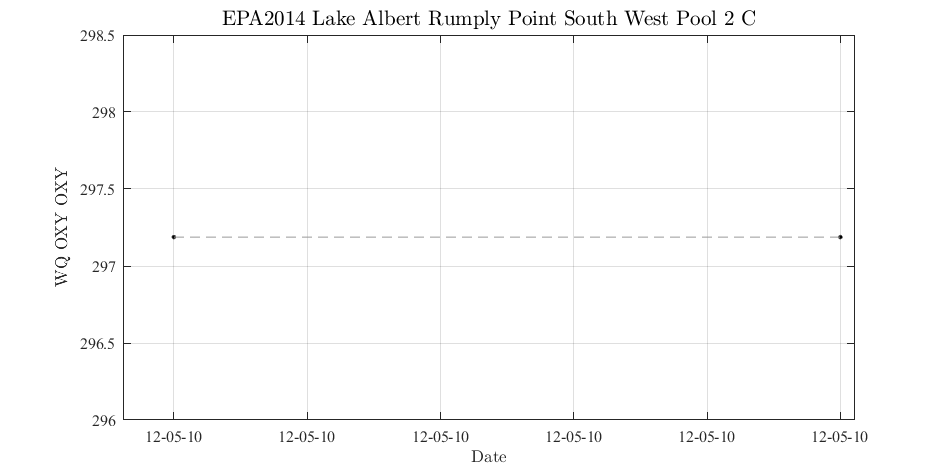 EPA2014 Lake Albert Rumply Point South West Pool 2 C
298.5
298
297.5
297
296.5
296
WQ OXY OXY
12-05-10 12-05-10 12-05-10 12-05-10 12-05-10 12-05-10
Date